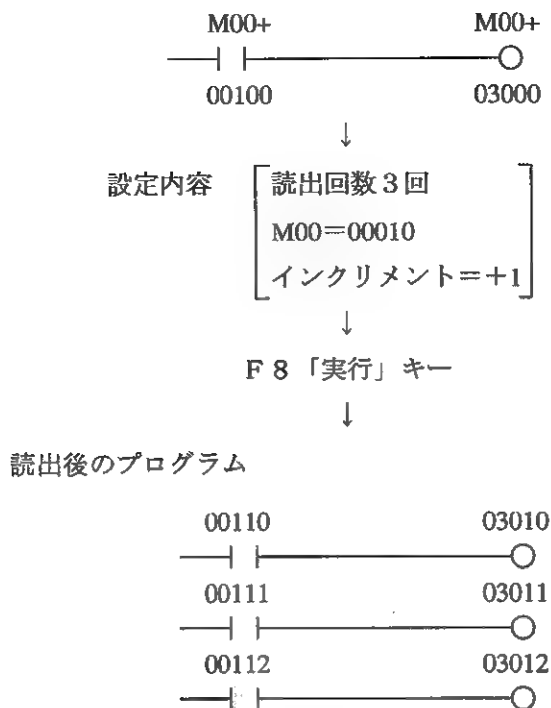 M00+ M00+
00100 03000
↓
設定内容 読出回数3回
M00=00010
インクリメント=+1
↓
F8「実行」キー
↓
読出後のプログラム
00110 03010
00111 03011
00112 03012